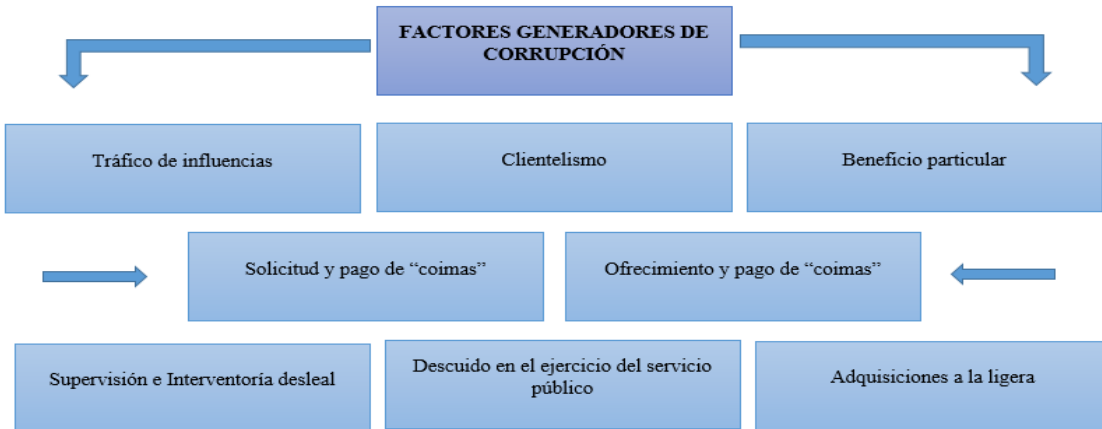 FACTORES GENERADORES DE
CORRUPCIÓN
Tráfico de influencias
Clientelismo
Beneficio particular
Solicitud y pago de “coimas”
Ofrecimiento y pago de “coimas”
Supervisión e Interventoría desleal
Descuido en el ejercicio del servicio
público
Adquisiciones a la ligera